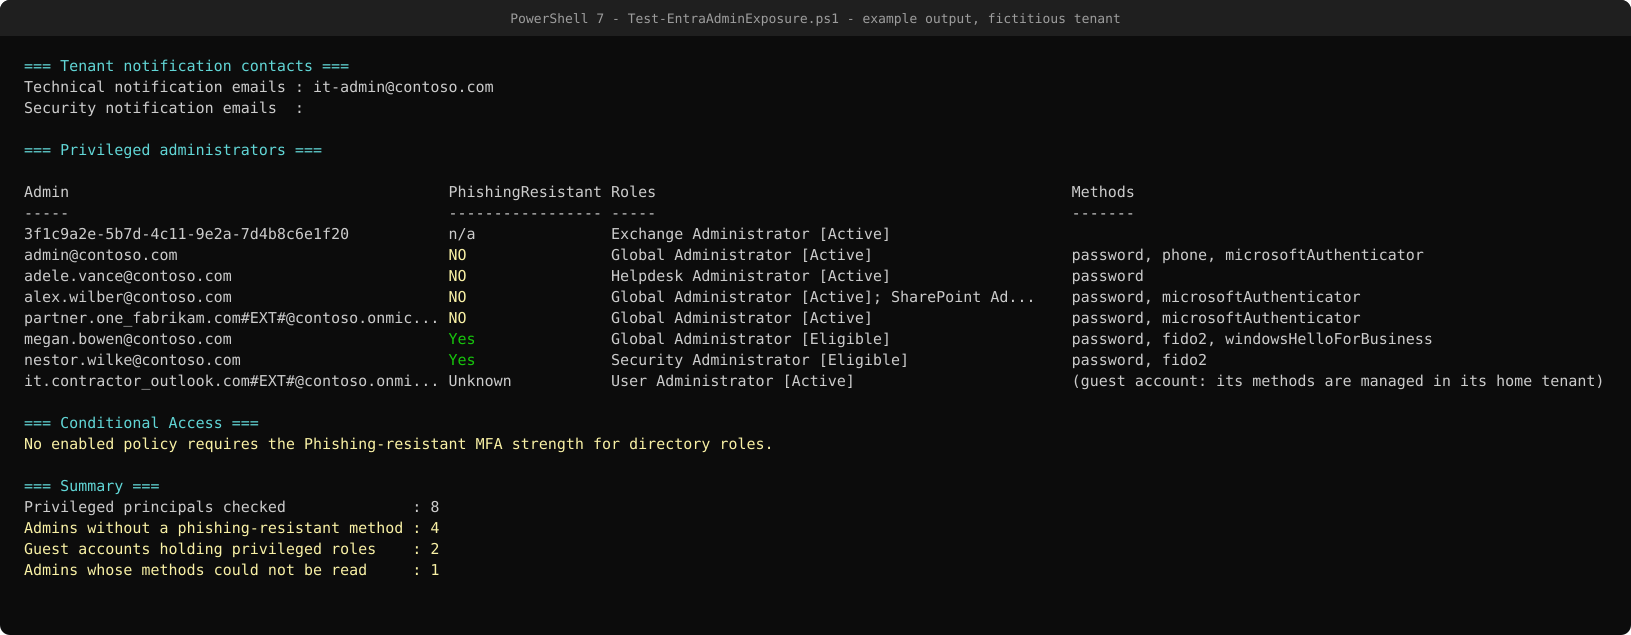 PowerShell 7 - Test-EntraAdminExposure.ps1 - example output, fictitious tenant
=== Tenant notification contacts ===
Technical notification emails : it-admin@contoso.com
Security notification emails  :
=== Privileged administrators ===
Admin                                          PhishingResistant Roles                                              Methods
-----                                          ----------------- -----                                              -------
3f1c9a2e-5b7d-4c11-9e2a-7d4b8c6e1f20           n/a               Exchange Administrator [Active]
admin@contoso.com                              NO                Global Administrator [Active]                      password, phone, microsoftAuthenticator
adele.vance@contoso.com                        NO                Helpdesk Administrator [Active]                    password
alex.wilber@contoso.com                        NO                Global Administrator [Active]; SharePoint Ad...    password, microsoftAuthenticator
partner.one_fabrikam.com#EXT#@contoso.onmic... NO                Global Administrator [Active]                      password, microsoftAuthenticator
megan.bowen@contoso.com                        Yes               Global Administrator [Eligible]                    password, fido2, windowsHelloForBusiness
nestor.wilke@contoso.com                       Yes               Security Administrator [Eligible]                  password, fido2
it.contractor_outlook.com#EXT#@contoso.onmi... Unknown           User Administrator [Active]                        (guest account: its methods are managed in its home tenant)
=== Conditional Access ===
No enabled policy requires the Phishing-resistant MFA strength for directory roles.
=== Summary ===
Privileged principals checked              : 8
Admins without a phishing-resistant method : 4
Guest accounts holding privileged roles    : 2
Admins whose methods could not be read     : 1